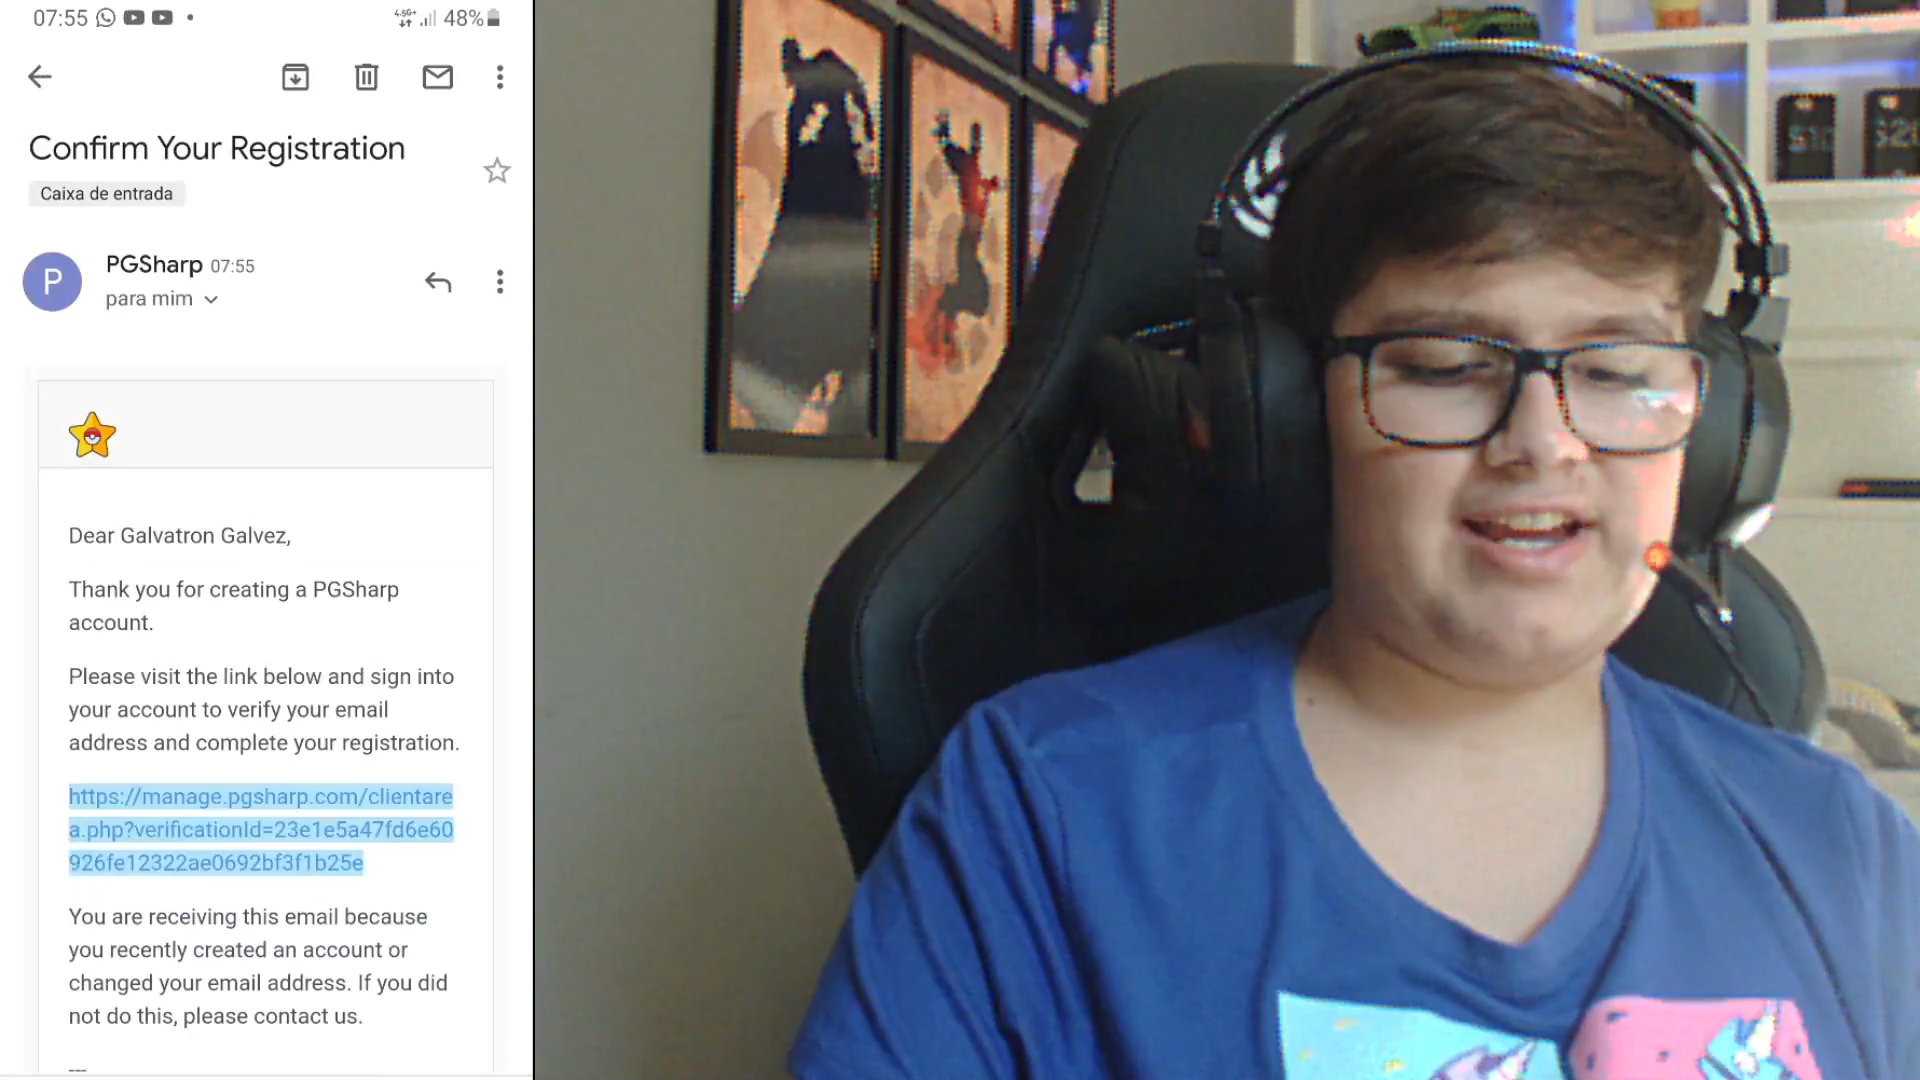 07:55
4.5G+ 48%
Confirm Your Registration
Caixa de entrada
P
PGSharp 07:55
para mim
Dear Galvatron Galvez,
Thank you for creating a PGSharp
account.
Please visit the link below and sign into
your account to verify your email
address and complete your registration.
https://manage.pgsharp.com/clientare
a.php?verificationId=23e1e5a47fd6e60
926fe12322ae0692bf3f1b25e
You are receiving this email because
you recently created an account or
changed your email address. If you did
not do this, please contact us.
---
S10
S20